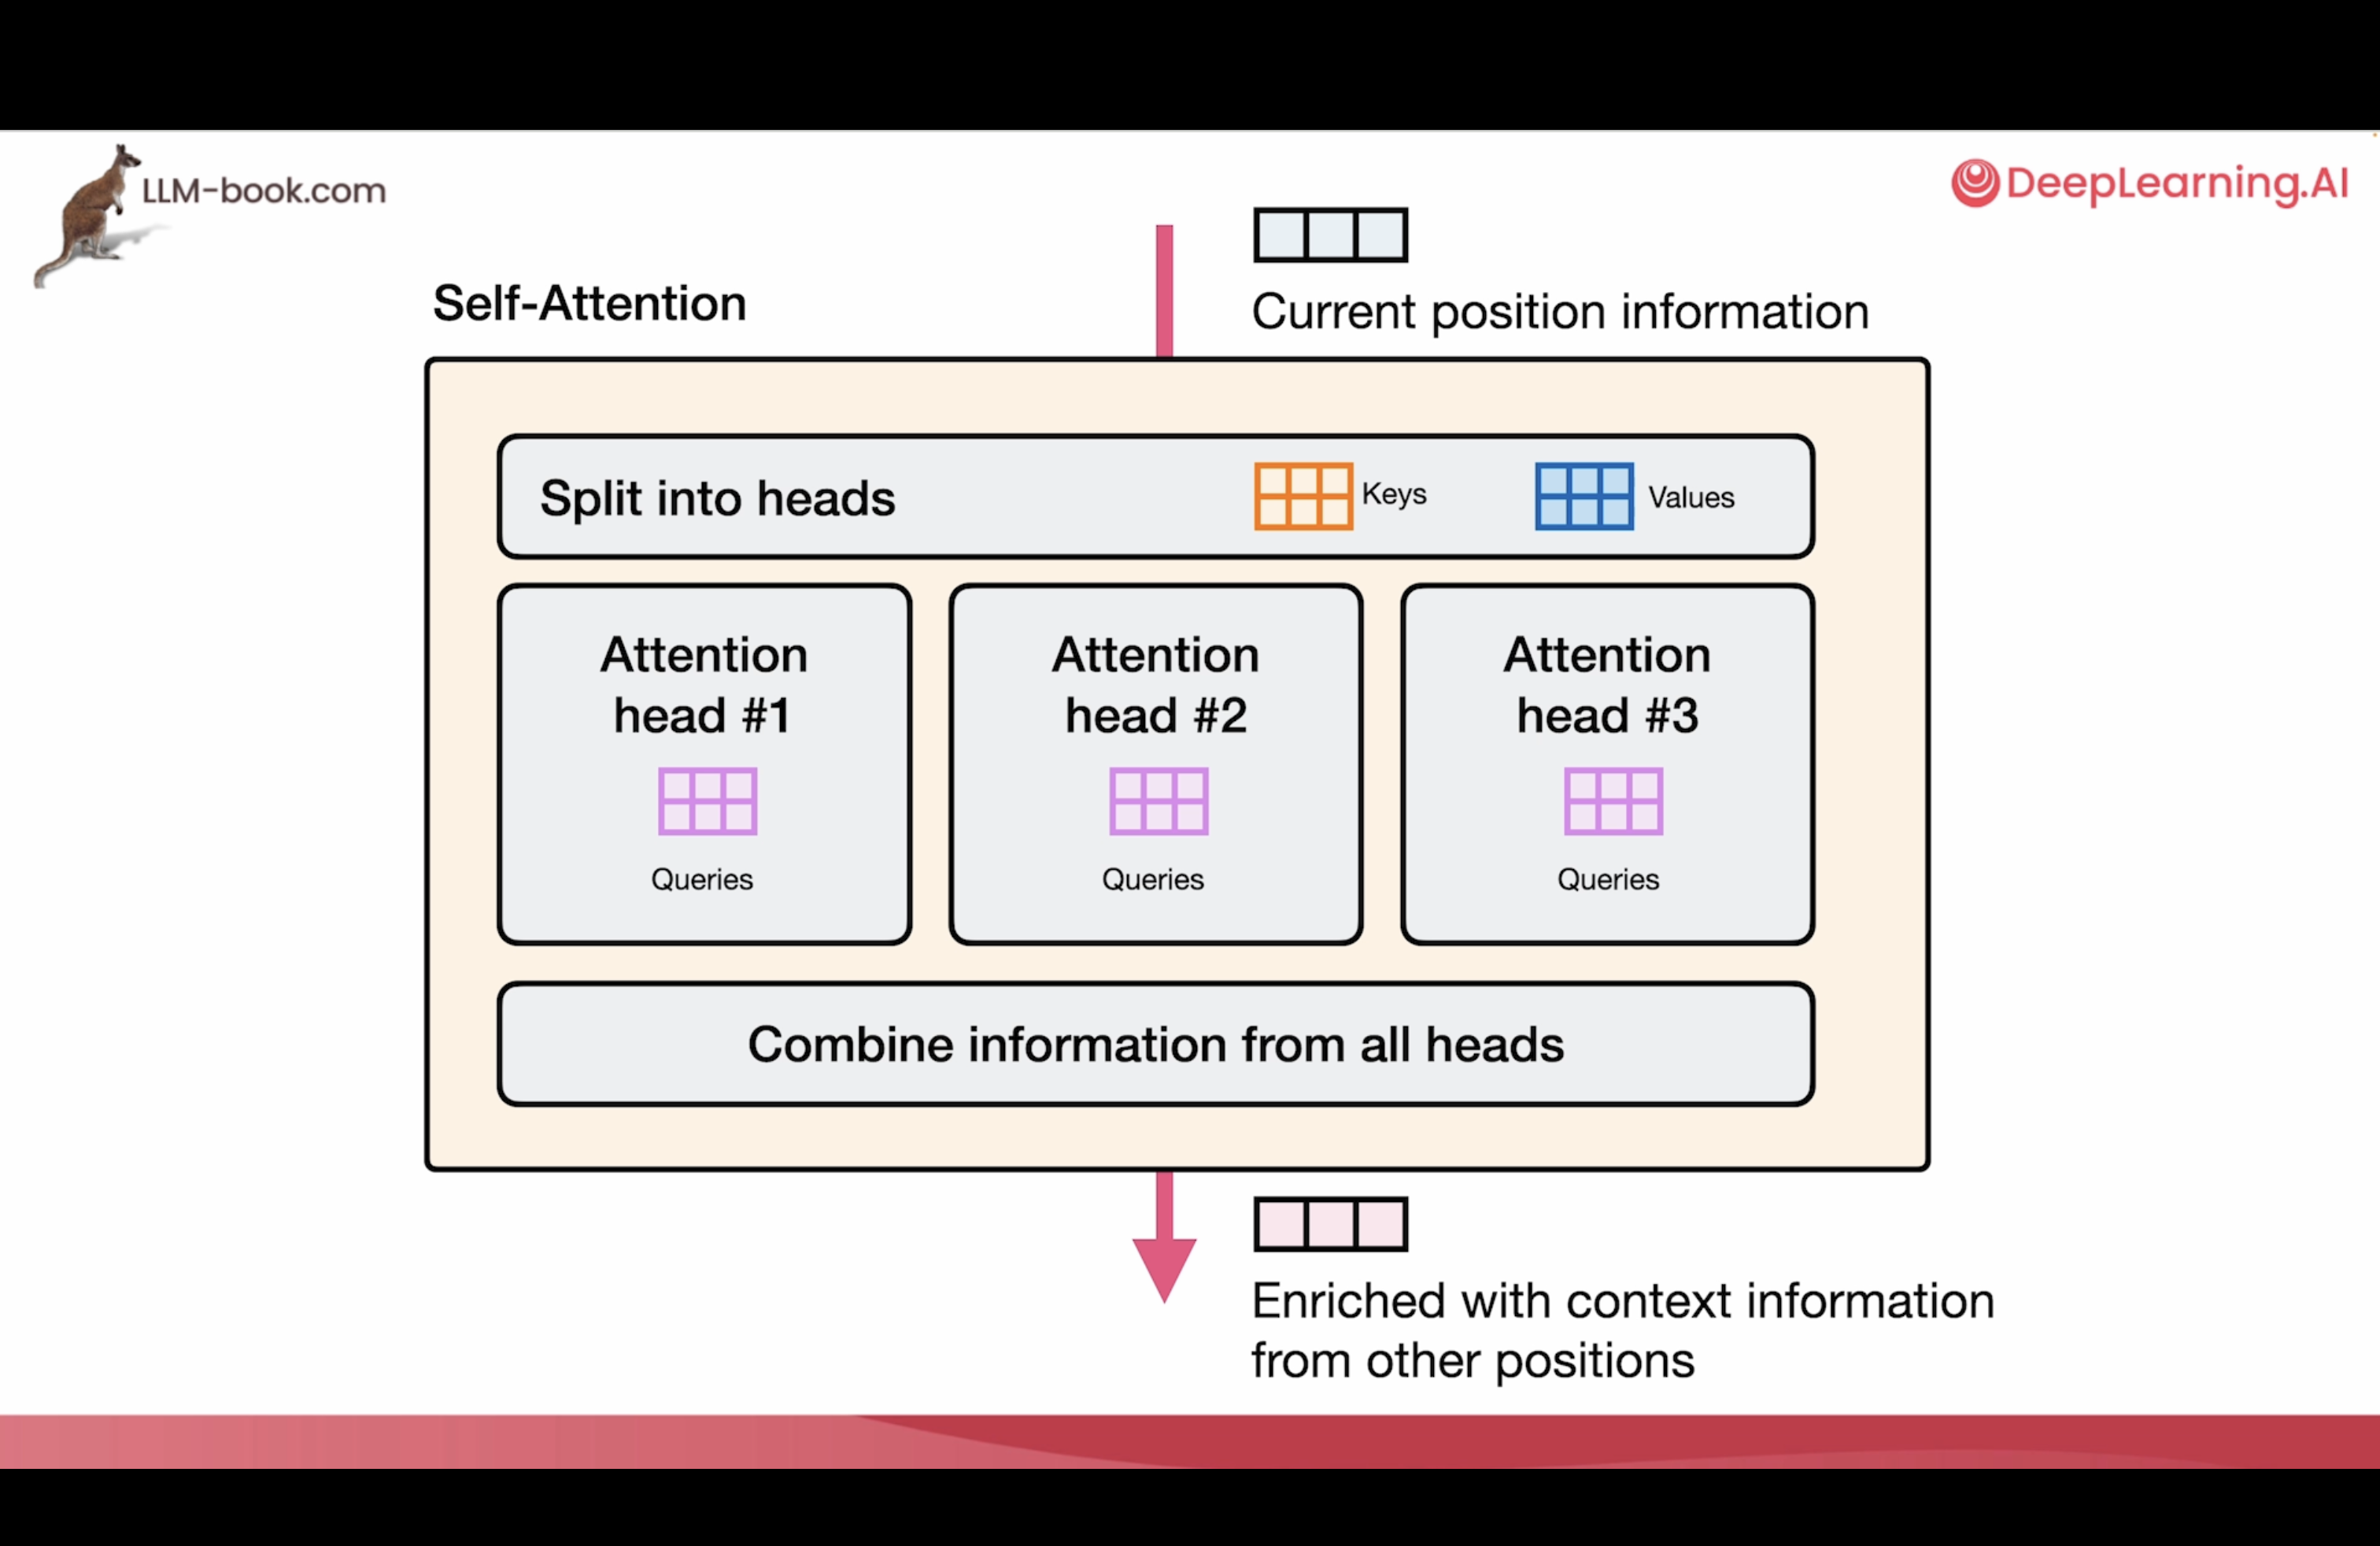 LLM-book.com
DeepLearning.AI
Self-Attention
Current position information
Split into heads
Keys
Values
Attention
head #1
Queries
Attention
head #2
Queries
Attention
head #3
Queries
Combine information from all heads
Enriched with context information
from other positions